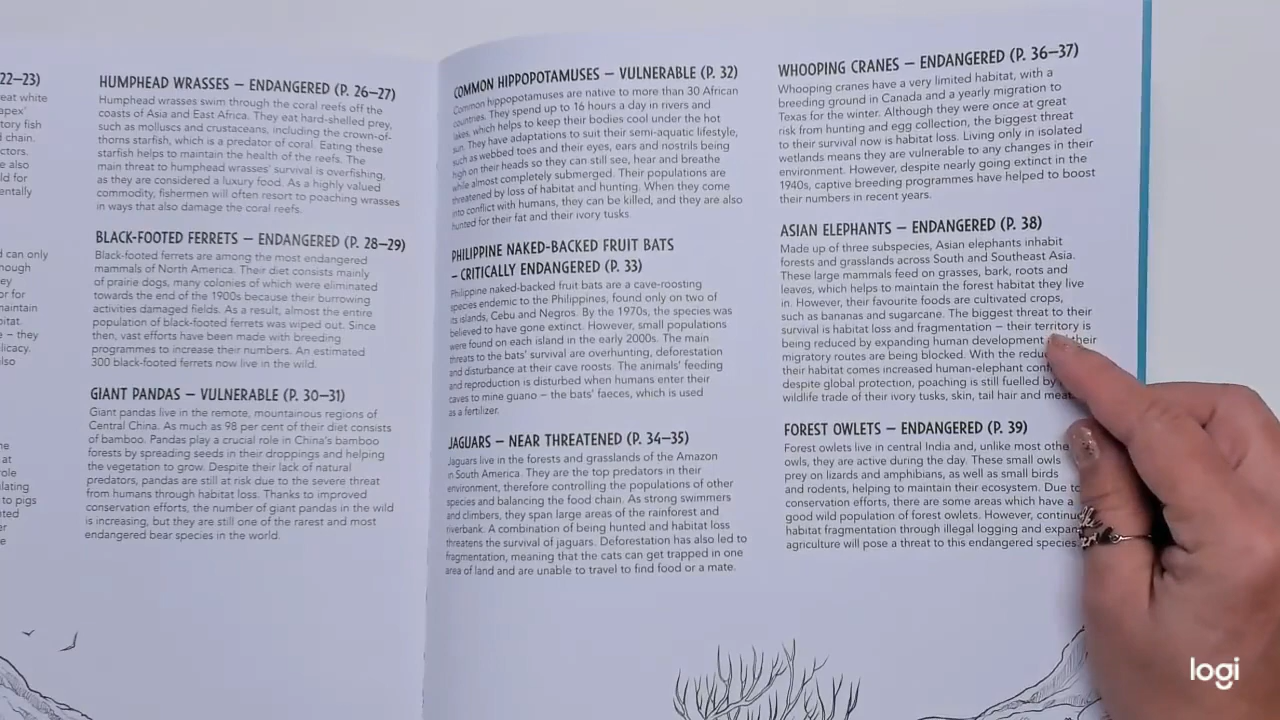 22–23)
eat white
apex'
tory fish
chain.
ctors.
e also
ld for
entally
d can only
hough
ey
or for
naintain
oitat.
e – they
licacy.
lso
ne
at
role
ulating
to pigs
ted
er
e.
HUMPHEAD WRASSES – ENDANGERED (P. 26–27)
Humphead wrasses swim through the coral reefs off the
coasts of Asia and East Africa. They eat hard-shelled prey,
such as molluscs and crustaceans, including the crown-of-
thorns starfish, which is a predator of coral. Eating these
starfish helps to maintain the health of the reefs. The
main threat to humphead wrasses' survival is overfishing,
as they are considered a luxury food. As a highly valued
commodity, fishermen will often resort to poaching wrasses
in ways that also damage the coral reefs.
BLACK-FOOTED FERRETS – ENDANGERED (P. 28–29)
Black-footed ferrets are among the most endangered
mammals of North America. Their diet consists mainly
of prairie dogs, many colonies of which were eliminated
towards the end of the 1900s because their burrowing
activities damaged fields. As a result, almost the entire
population of black-footed ferrets was wiped out. Since
then, vast efforts have been made with breeding
programmes to increase their numbers. An estimated
300 black-footed ferrets now live in the wild.
GIANT PANDAS – VULNERABLE (P. 30–31)
Giant pandas live in the remote, mountainous regions of
Central China. As much as 98 per cent of their diet consists
of bamboo. Pandas play a crucial role in China's bamboo
forests by spreading seeds in their droppings and helping
the vegetation to grow. Despite their lack of natural
predators, pandas are still at risk due to the severe threat
from humans through habitat loss. Thanks to improved
conservation efforts, the number of giant pandas in the wild
is increasing, but they are still one of the rarest and most
endangered bear species in the world.
COMMON HIPPOPOTAMUSES – VULNERABLE (P. 32)
Common hippopotamuses are native to more than 30 African
countries. They spend up to 16 hours a day in rivers and
lakes, which helps to keep their bodies cool under the hot
sun. They have adaptations to suit their semi-aquatic lifestyle,
such as webbed toes and their eyes, ears and nostrils being
high on their heads so they can still see, hear and breathe
while almost completely submerged. Their populations are
threatened by loss of habitat and hunting. When they come
into conflict with humans, they can be killed, and they are also
hunted for their fat and their ivory tusks.
PHILIPPINE NAKED-BACKED FRUIT BATS
– CRITICALLY ENDANGERED (P. 33)
Philippine naked-backed fruit bats are a cave-roosting
species endemic to the Philippines, found only on two of
its islands, Cebu and Negros. By the 1970s, the species was
believed to have gone extinct. However, small populations
were found on each island in the early 2000s. The main
threats to the bats' survival are overhunting, deforestation
and disturbance at their cave roosts. The animals' feeding
and reproduction is disturbed when humans enter their
caves to mine guano – the bats' faeces, which is used
as a fertilizer.
JAGUARS – NEAR THREATENED (P. 34–35)
Jaguars live in the forests and grasslands of the Amazon
in South America. They are the top predators in their
environment, therefore controlling the populations of other
species and balancing the food chain. As strong swimmers
and climbers, they span large areas of the rainforest and
riverbank. A combination of being hunted and habitat loss
threatens the survival of jaguars. Deforestation has also led to
fragmentation, meaning that the cats can get trapped in one
area of land and are unable to travel to find food or a mate.
WHOOPING CRANES – ENDANGERED (P. 36–37)
Whooping cranes have a very limited habitat, with a
breeding ground in Canada and a yearly migration to
Texas for the winter. Although they were once at great
risk from hunting and egg collection, the biggest threat
to their survival now is habitat loss. Living only in isolated
wetlands means they are vulnerable to any changes in their
environment. However, despite nearly going extinct in the
1940s, captive breeding programmes have helped to boost
their numbers in recent years.
ASIAN ELEPHANTS – ENDANGERED (P. 38)
Made up of three subspecies, Asian elephants inhabit
forests and grasslands across South and Southeast Asia.
These large mammals feed on grasses, bark, roots and
leaves, which helps to maintain the forest habitat they live
in. However, their favourite foods are cultivated crops,
such as bananas and sugarcane. The biggest threat to their
survival is habitat loss and fragmentation – their territory is
being reduced by expanding human development their
migratory routes are being blocked. With the reduc
their habitat comes increased human-elephant conf
despite global protection, poaching is still fuelled by
wildlife trade of their ivory tusks, skin, tail hair and meat.
FOREST OWLETS – ENDANGERED (P. 39)
Forest owlets live in central India and, unlike most othe
owls, they are active during the day. These small owls
prey on lizards and amphibians, as well as small birds
and rodents, helping to maintain their ecosystem. Due to
conservation efforts, there are some areas which have a
good wild population of forest owlets. However, continu
habitat fragmentation through illegal logging and expan
agriculture will pose a threat to this endangered species.
logi